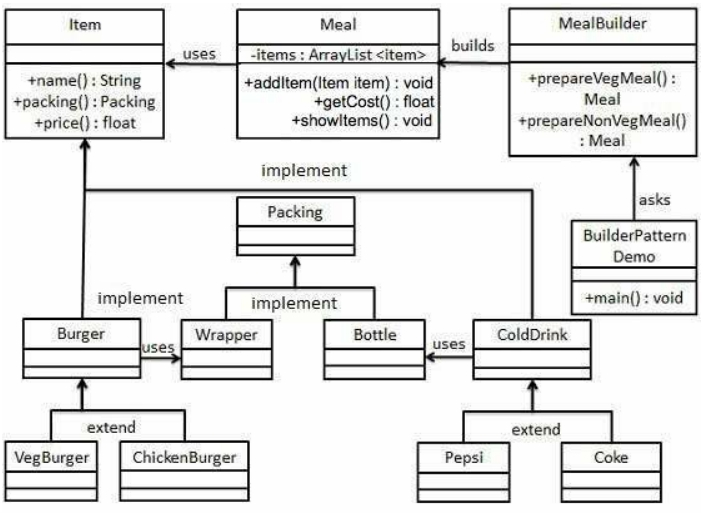 Item
+name() : String
+packing() : Packing
+price() : float
uses
Meal
-items : ArrayList <item>
+addItem(Item item) : void
+getCost() : float
+showItems() : void
builds
MealBuilder
+prepareVegMeal() :
Meal
+prepareNonVegMeal()
: Meal
asks
BuilderPattern
Demo
+main() : void
implement
Packing
implement
implement
Burger
uses
Wrapper
Bottle
uses
ColdDrink
extend
VegBurger
ChickenBurger
extend
Pepsi
Coke